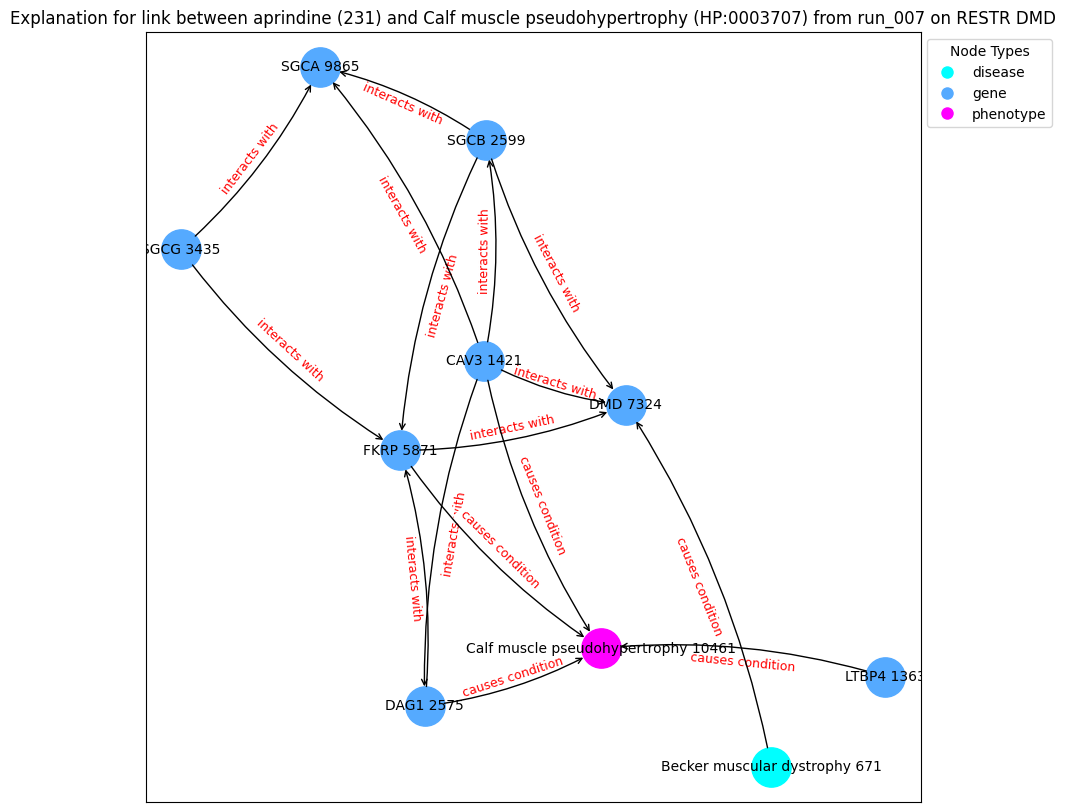 Explanation for link between aprindine (231) and Calf muscle pseudohypertrophy (HP:0003707) from run_007 on RESTR DMD
Node Types
disease
gene
phenotype
SGCA 9865
interacts with
SGCB 2599
interacts with
interacts with
interacts with
interacts with
SGCG 3435
interacts with
interacts with
CAV3 1421
interacts with
DMD 7324
interacts with
FKRP 5871
causes condition
interacts with
causes condition
interacts with
causes condition
Calf muscle pseudohypertrophy 10461
causes condition
causes condition
LTBP4 1363
DAG1 2575
Becker muscular dystrophy 671